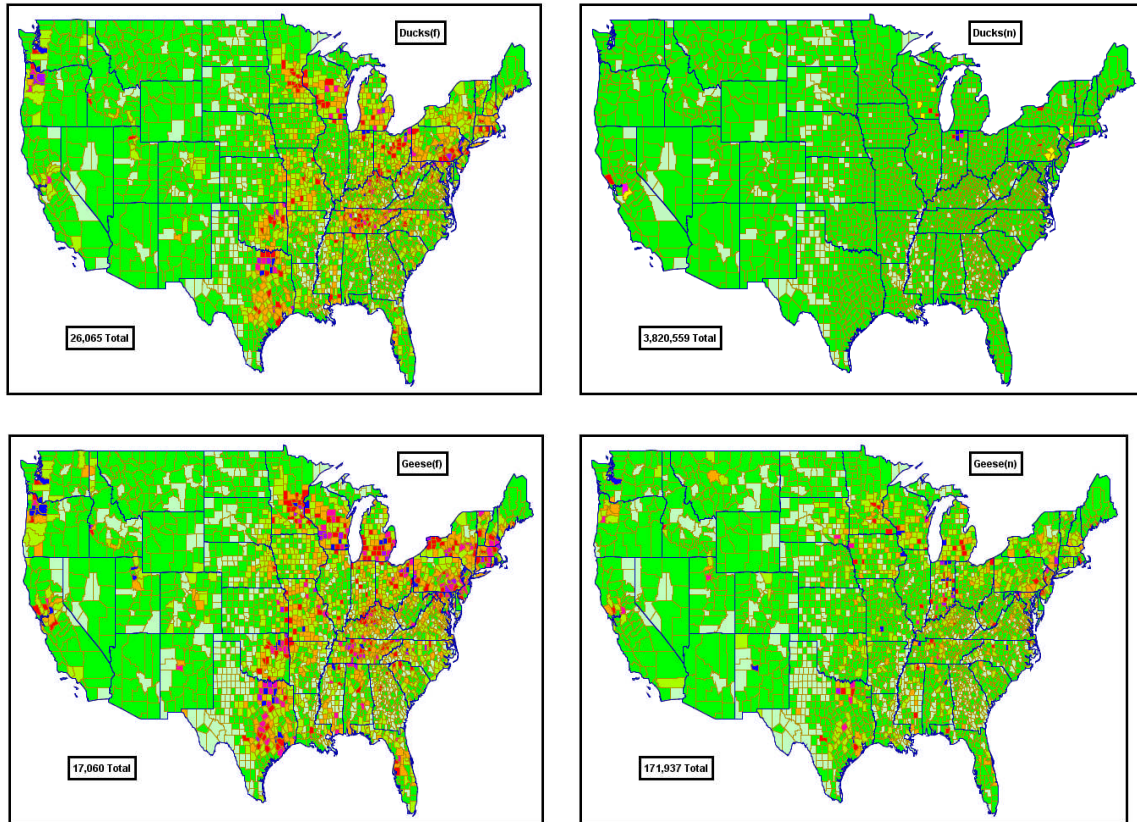 Ducks(f)
26,065 Total
Ducks(n)
3,820,559 Total
Geese(f)
17,060 Total
Geese(n)
171,937 Total